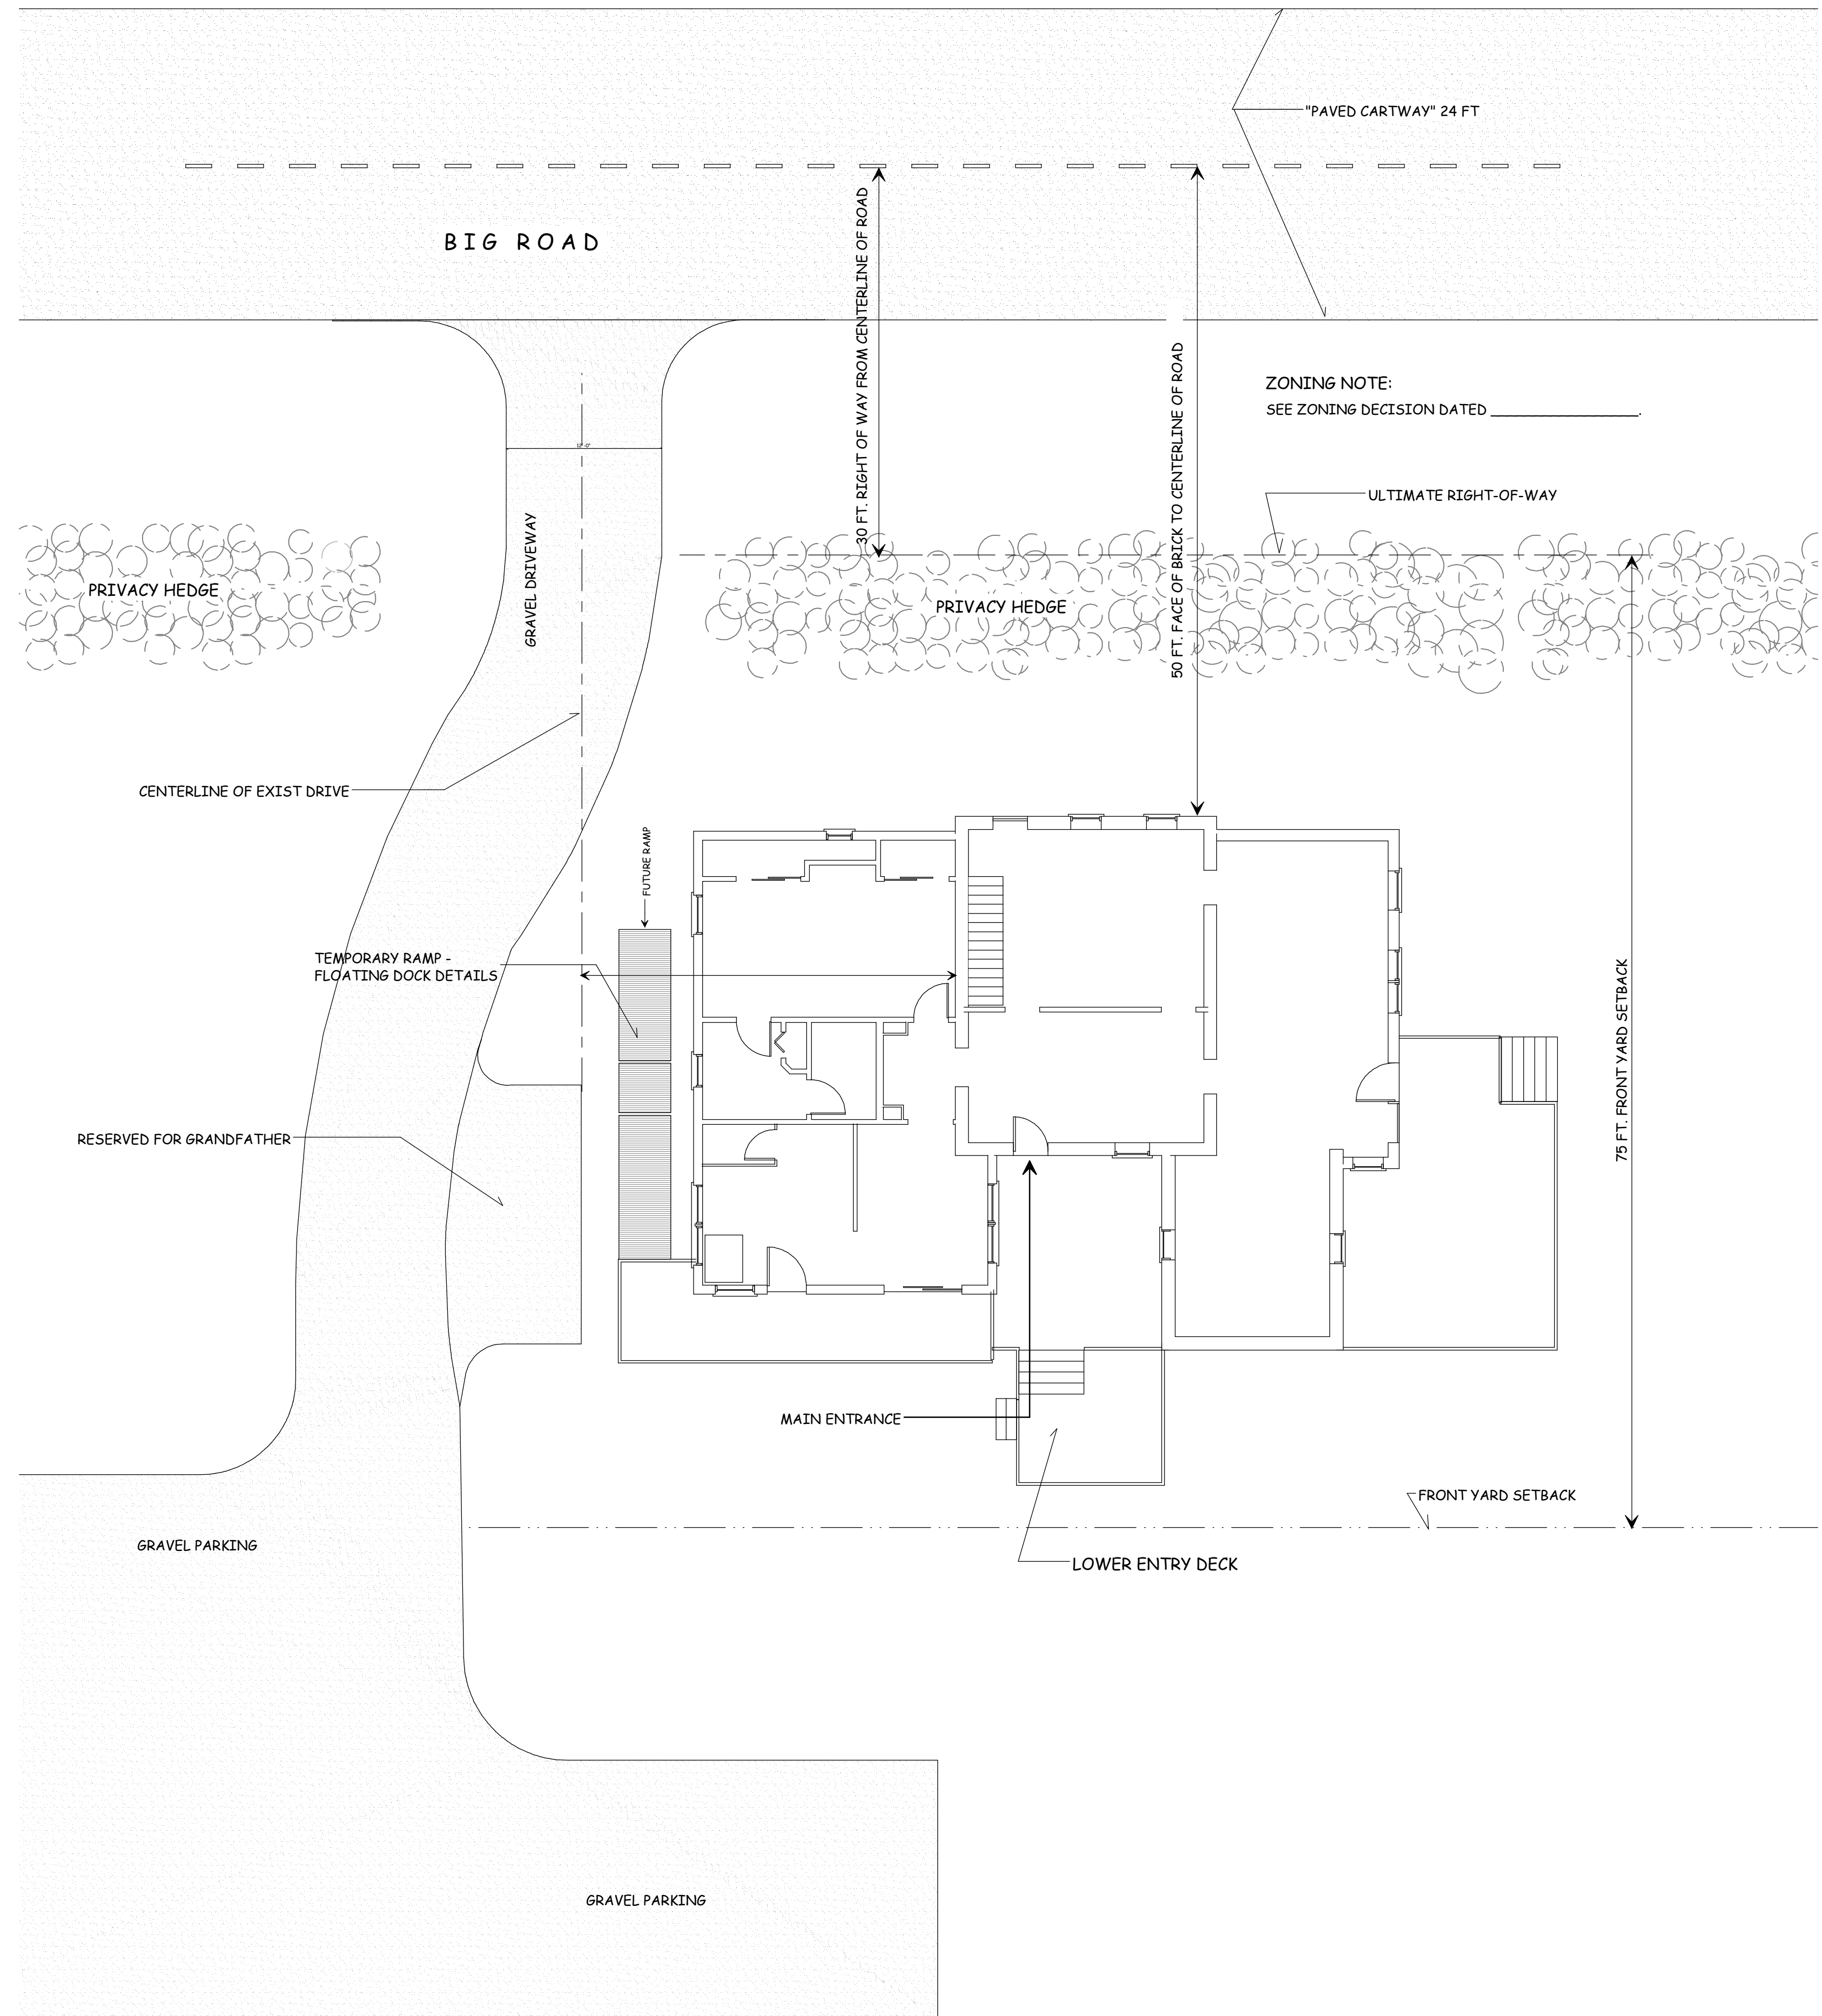 "PAVED CARTWAY" 24 FT
BIG ROAD
30 FT. RIGHT OF WAY FROM CENTERLINE OF ROAD
50 FT. FACE OF BRICK TO CENTERLINE OF ROAD
ZONING NOTE:
SEE ZONING DECISION DATED ____________________.
12'-0"
ULTIMATE RIGHT-OF-WAY
GRAVEL DRIVEWAY
PRIVACY HEDGE
PRIVACY HEDGE
CENTERLINE OF EXIST DRIVE
FUTURE RAMP
TEMPORARY RAMP -
FLOATING DOCK DETAILS
75 FT. FRONT YARD SETBACK
RESERVED FOR GRANDFATHER
MAIN ENTRANCE
FRONT YARD SETBACK
GRAVEL PARKING
LOWER ENTRY DECK
GRAVEL PARKING